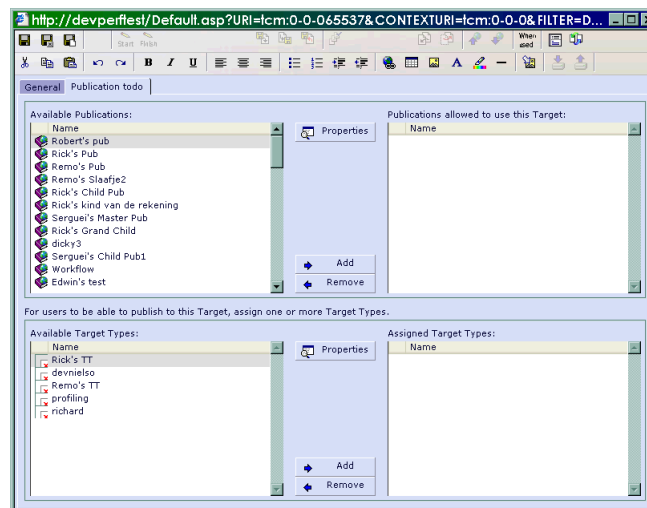 http://devperftest/Default.asp?URI=tcm:0-0-065537&CONTEXTURI=tcm:0-0-0&FILTER=D...
Start Finish
When used
B I U
A
General Publication todo
Available Publications:
Name
Robert's pub
Rick's Pub
Remo's Pub
Remo's Slaafje2
Rick's Child Pub
Rick's kind van de rekening
Serguei's Master Pub
Rick's Grand Child
dicky3
Serguei's Child Pub1
Workflow
Edwin's test
Properties
Add
Remove
Publications allowed to use this Target:
Name
For users to be able to publish to this Target, assign one or more Target Types.
Available Target Types:
Name
Rick's TT
devnielso
Remo's TT
profiling
richard
Properties
Add
Remove
Assigned Target Types:
Name